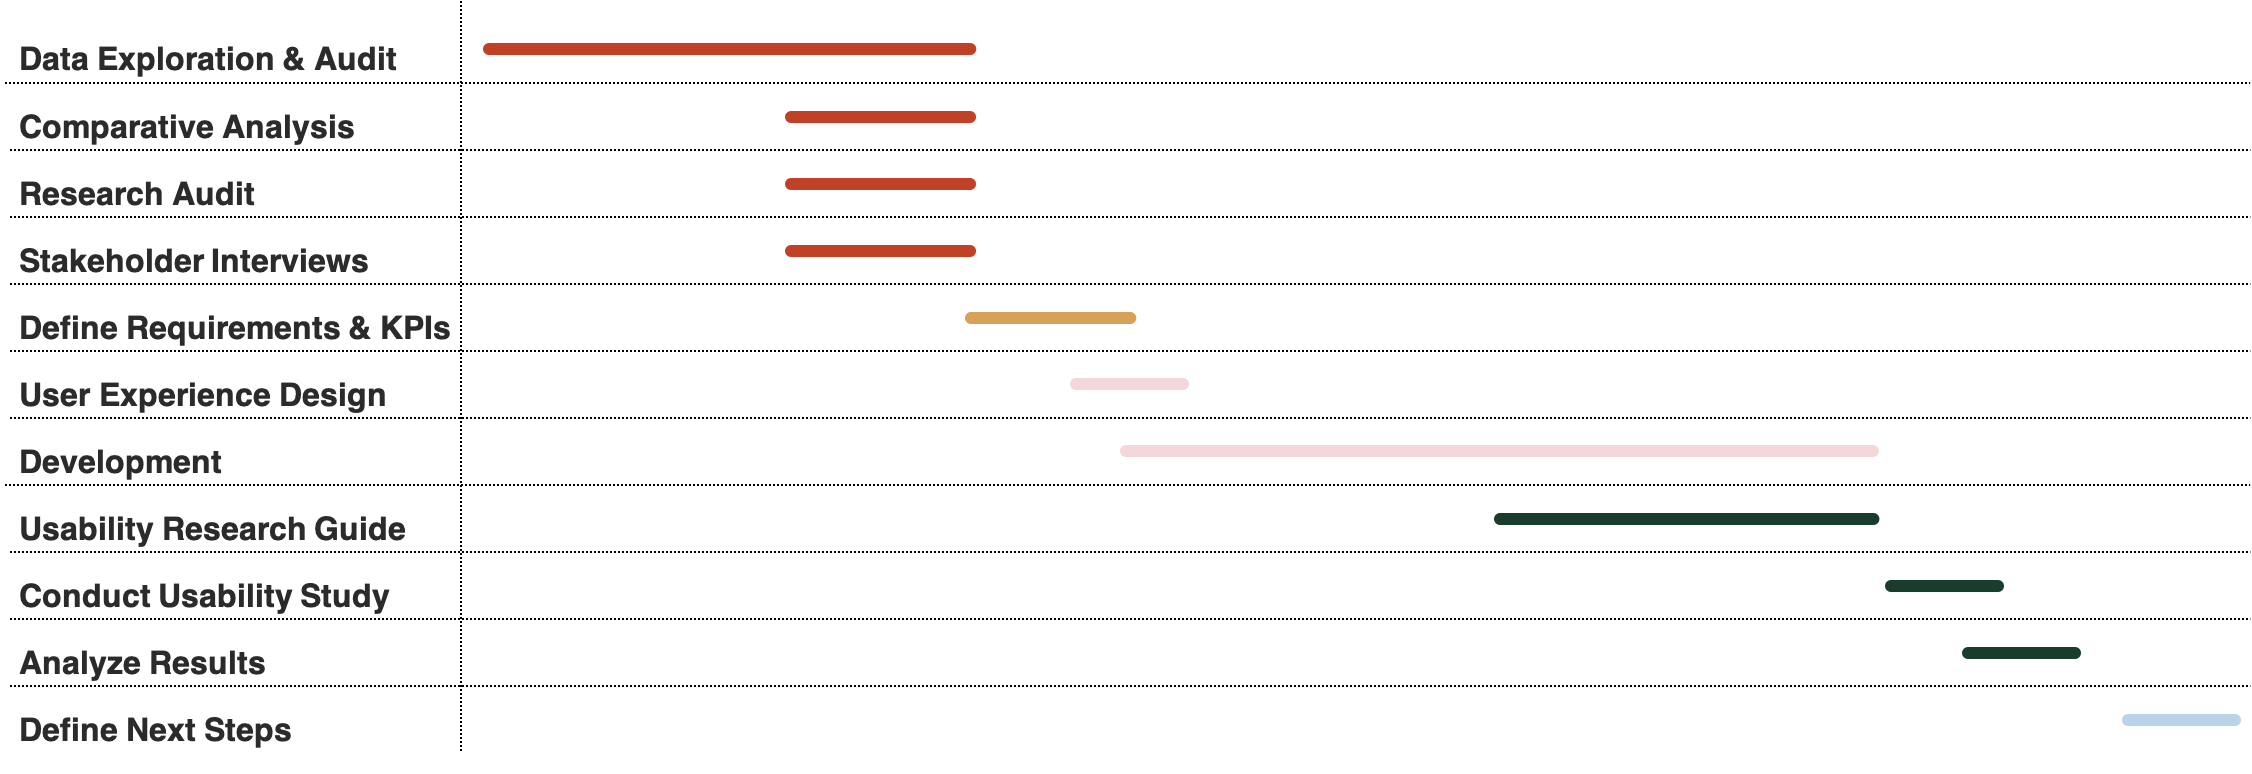 Data Exploration & Audit
Comparative Analysis
Research Audit
Stakeholder Interviews
Define Requirements & KPIs
User Experience Design
Development
Usability Research Guide
Conduct Usability Study
Analyze Results
Define Next Steps